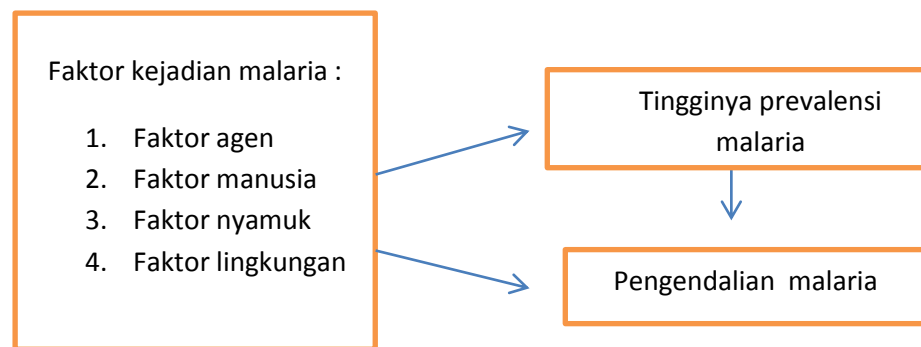 Faktor kejadian malaria :
1. Faktor agen
2. Faktor manusia
3. Faktor nyamuk
4. Faktor lingkungan
Tingginya prevalensi
malaria
Pengendalian malaria